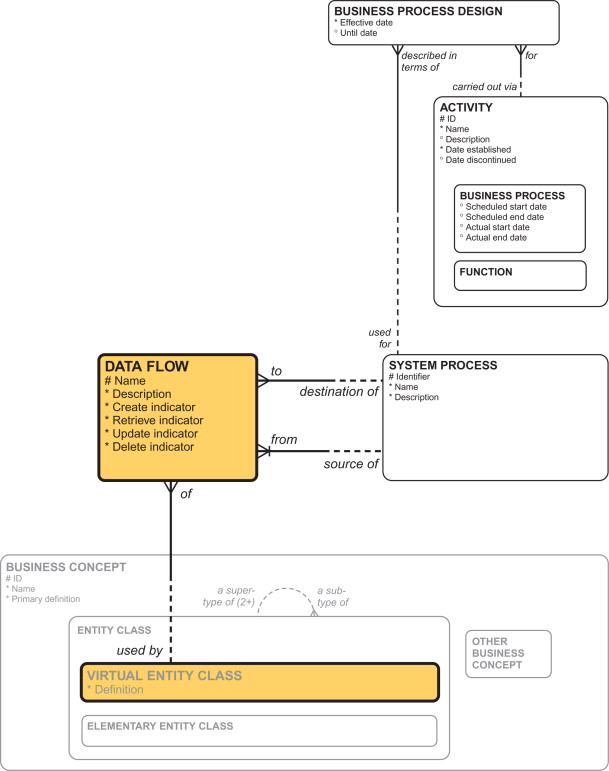 BUSINESS PROCESS DESIGN
* Effective date
° Until date
described in
terms of
for
carried out via
ACTIVITY
# ID
* Name
° Description
* Date established
° Date discontinued
BUSINESS PROCESS
° Scheduled start date
° Scheduled end date
° Actual start date
° Actual end date
FUNCTION
used
for
DATA FLOW
# Name
* Description
* Create indicator
* Retrieve indicator
* Update indicator
* Delete indicator
to
destination of
from
source of
SYSTEM PROCESS
# Identifier
* Name
* Description
of
BUSINESS CONCEPT
# ID
* Name
* Primary definition
a super-
type of (2+)
a sub-
type of
ENTITY CLASS
used by
VIRTUAL ENTITY CLASS
* Definition
ELEMENTARY ENTITY CLASS
OTHER
BUSINESS
CONCEPT